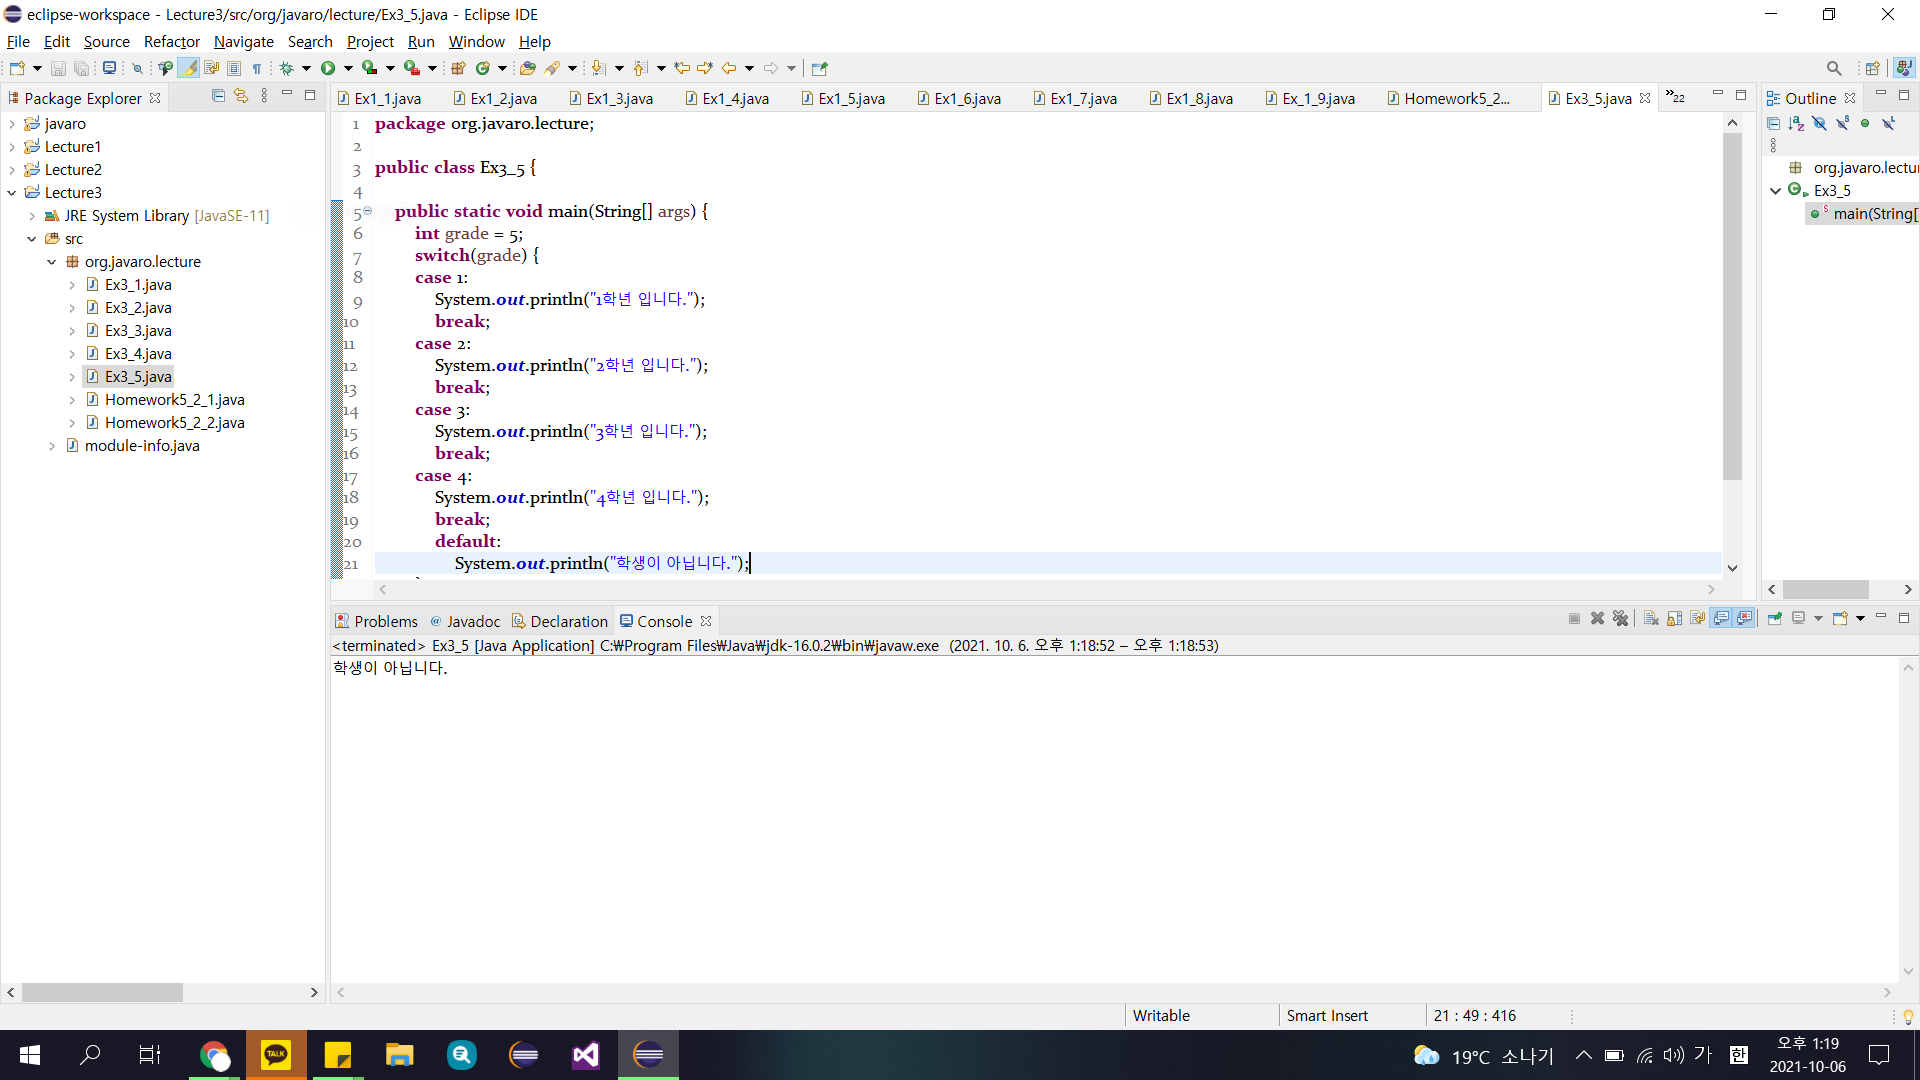 eclipse-workspace - Lecture3/src/org/javaro/lecture/Ex3_5.java - Eclipse IDE
File Edit Source Refactor Navigate Search Project Run Window Help
Package Explorer
javaro
Lecture1
Lecture2
Lecture3
JRE System Library [JavaSE-11]
src
org.javaro.lecture
Ex3_1.java
Ex3_2.java
Ex3_3.java
Ex3_4.java
Ex3_5.java
Homework5_2_1.java
Homework5_2_2.java
module-info.java
Ex1_1.java Ex1_2.java Ex1_3.java Ex1_4.java Ex1_5.java Ex1_6.java Ex1_7.java Ex1_8.java Ex_1_9.java Homework5_2... Ex3_5.java »22
1 package org.javaro.lecture;
2
3 public class Ex3_5 {
4
5 public static void main(String[] args) {
6 int grade = 5;
7 switch(grade) {
8 case 1:
9 System.out.println("1학년 입니다.");
10 break;
11 case 2:
12 System.out.println("2학년 입니다.");
13 break;
14 case 3:
15 System.out.println("3학년 입니다.");
16 break;
17 case 4:
18 System.out.println("4학년 입니다.");
19 break;
20 default:
21 System.out.println("학생이 아닙니다.");
Outline
org.javaro.lectu
Ex3_5
main(String[
Problems @ Javadoc Declaration Console
<terminated> Ex3_5 [Java Application] C:₩Program Files₩Java₩jdk-16.0.2₩bin₩javaw.exe (2021. 10. 6. 오후 1:18:52 – 오후 1:18:53)
학생이 아닙니다.
Writable Smart Insert 21 : 49 : 416
TALK
19°C 소나기 가 한 오후 1:19
2021-10-06